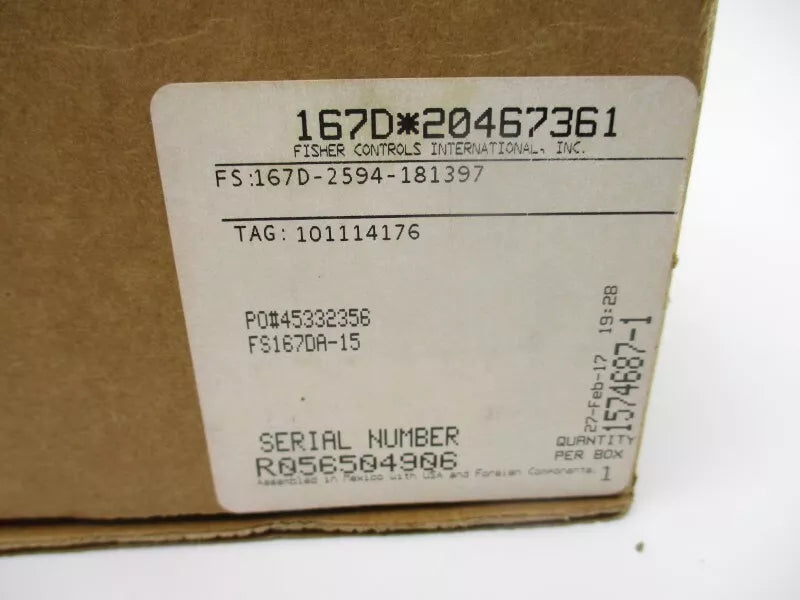 167D*20467361
FISHER CONTROLS INTERNATIONAL, INC.
FS:167D-2594-181397
TAG: 101114176
PO#45332356
FS167DA-15
27-Feb-17 19:28
1574687-1
SERIAL NUMBER
R056504906
QUANTITY
PER BOX
1
Assembled in Mexico with USA and Foreign Components.